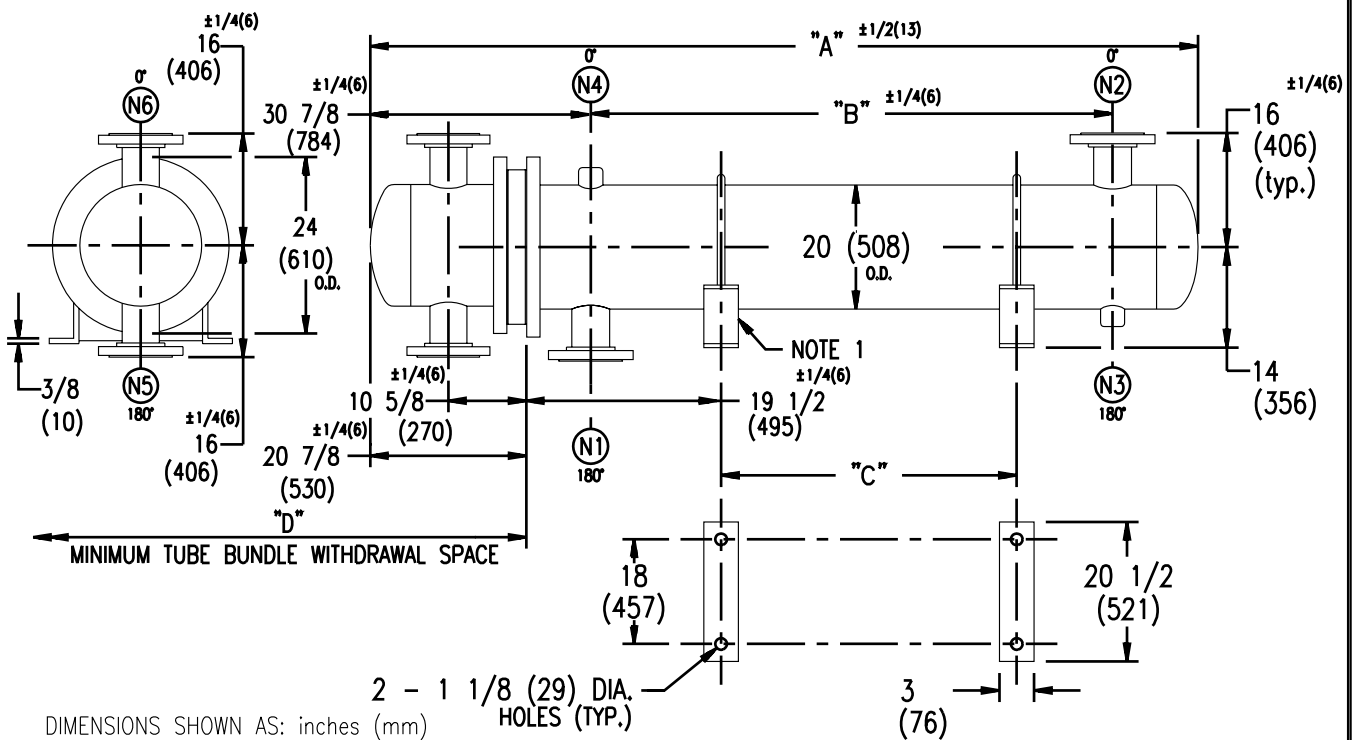 ±1/4(6)
16
(406)
0°
N6
±1/4(6)
30 7/8
(784)
0°
N4
"A" ±1/2(13)
"B" ±1/4(6)
0°
N2
±1/4(6)
16
(406)
(typ.)
24
(610)
O.D.
20 (508)
O.D.
3/8
(10)
N5
180°
±1/4(6)
16
(406)
±1/4(6)
10 5/8
(270)
±1/4(6)
20 7/8
(530)
NOTE 1
±1/4(6)
19 1/2
(495)
N1
180°
N3
180°
14
(356)
"C"
"D"
MINIMUM TUBE BUNDLE WITHDRAWAL SPACE
18
(457)
20 1/2
(521)
2 - 1 1/8 (29) DIA.
HOLES (TYP.)
3
(76)
DIMENSIONS SHOWN AS: inches (mm)